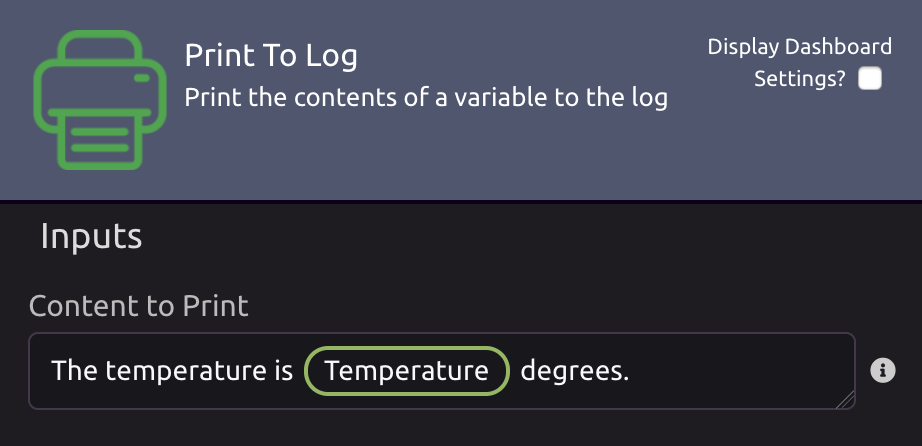 Print To Log
Print the contents of a variable to the log
Display Dashboard
Settings?
Inputs
Content to Print
The temperature is Temperature degrees.